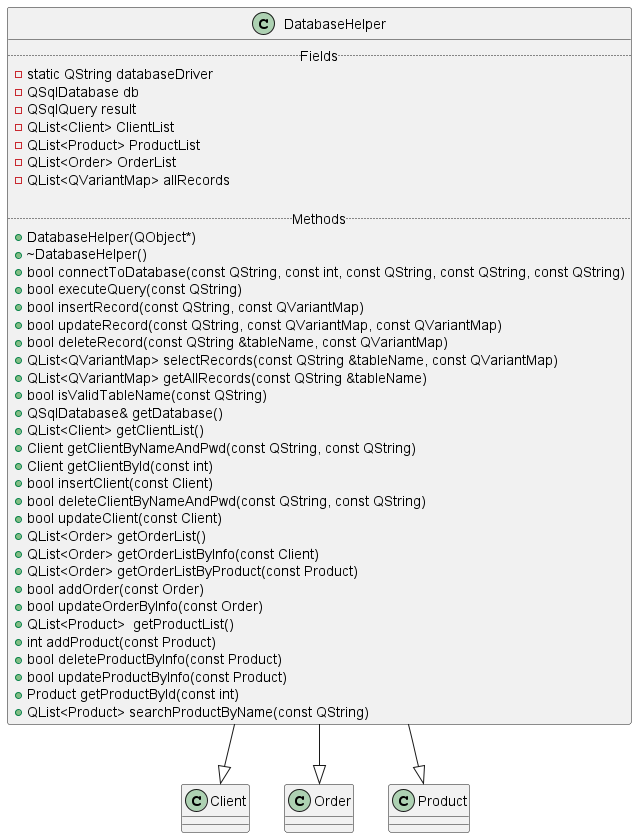 C DatabaseHelper
Fields
static QString databaseDriver
QSqlDatabase db
QSqlQuery result
QList<Client> ClientList
QList<Product> ProductList
QList<Order> OrderList
QList<QVariantMap> allRecords
Methods
DatabaseHelper(QObject*)
~DatabaseHelper()
bool connectToDatabase(const QString, const int, const QString, const QString, const QString)
bool executeQuery(const QString)
bool insertRecord(const QString, const QVariantMap)
bool updateRecord(const QString, const QVariantMap, const QVariantMap)
bool deleteRecord(const QString &tableName, const QVariantMap)
QList<QVariantMap> selectRecords(const QString &tableName, const QVariantMap)
QList<QVariantMap> getAllRecords(const QString &tableName)
bool isValidTableName(const QString)
QSqlDatabase& getDatabase()
QList<Client> getClientList()
Client getClientByNameAndPwd(const QString, const QString)
Client getClientById(const int)
bool insertClient(const Client)
bool deleteClientByNameAndPwd(const QString, const QString)
bool updateClient(const Client)
QList<Order> getOrderList()
QList<Order> getOrderListByInfo(const Client)
QList<Order> getOrderListByProduct(const Product)
bool addOrder(const Order)
bool updateOrderByInfo(const Order)
QList<Product>  getProductList()
int addProduct(const Product)
bool deleteProductByInfo(const Product)
bool updateProductByInfo(const Product)
Product getProductById(const int)
QList<Product> searchProductByName(const QString)
C Client
C Order
C Product